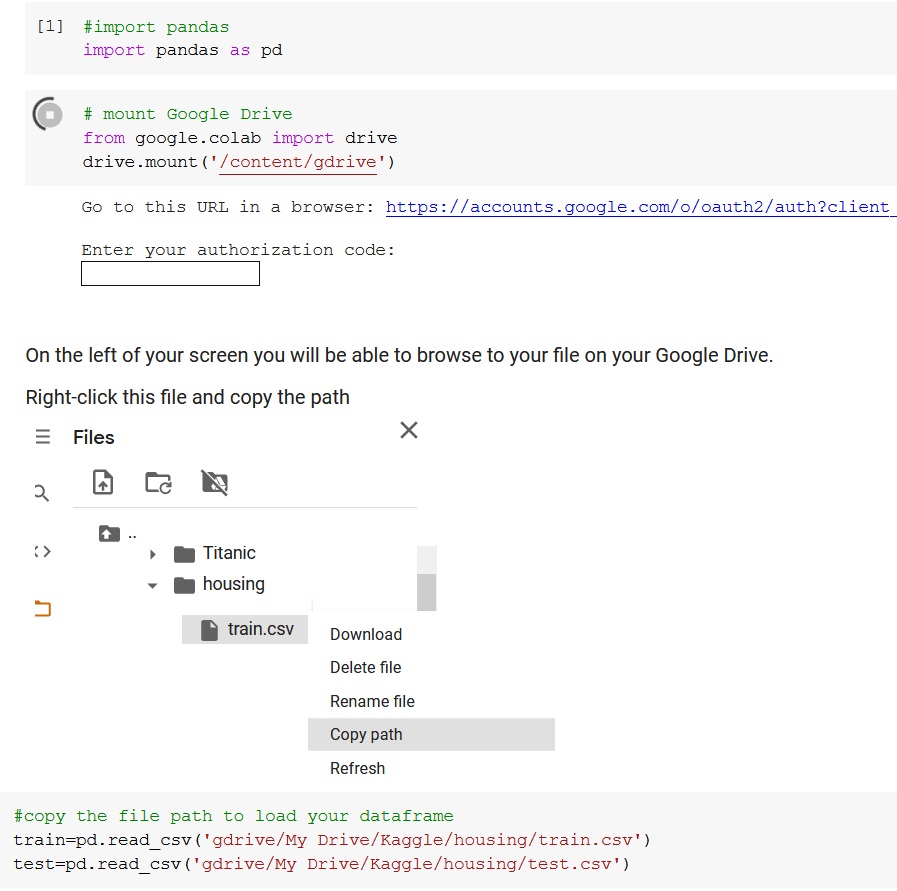 [1] #import pandas
import pandas as pd
# mount Google Drive
from google.colab import drive
drive.mount('/content/gdrive')
Go to this URL in a browser: https://accounts.google.com/o/oauth2/auth?client_
Enter your authorization code:
On the left of your screen you will be able to browse to your file on your Google Drive.
Right-click this file and copy the path
Files
..
Titanic
housing
train.csv
Download
Delete file
Rename file
Copy path
Refresh
#copy the file path to load your dataframe
train=pd.read_csv('gdrive/My Drive/Kaggle/housing/train.csv')
test=pd.read_csv('gdrive/My Drive/Kaggle/housing/test.csv')